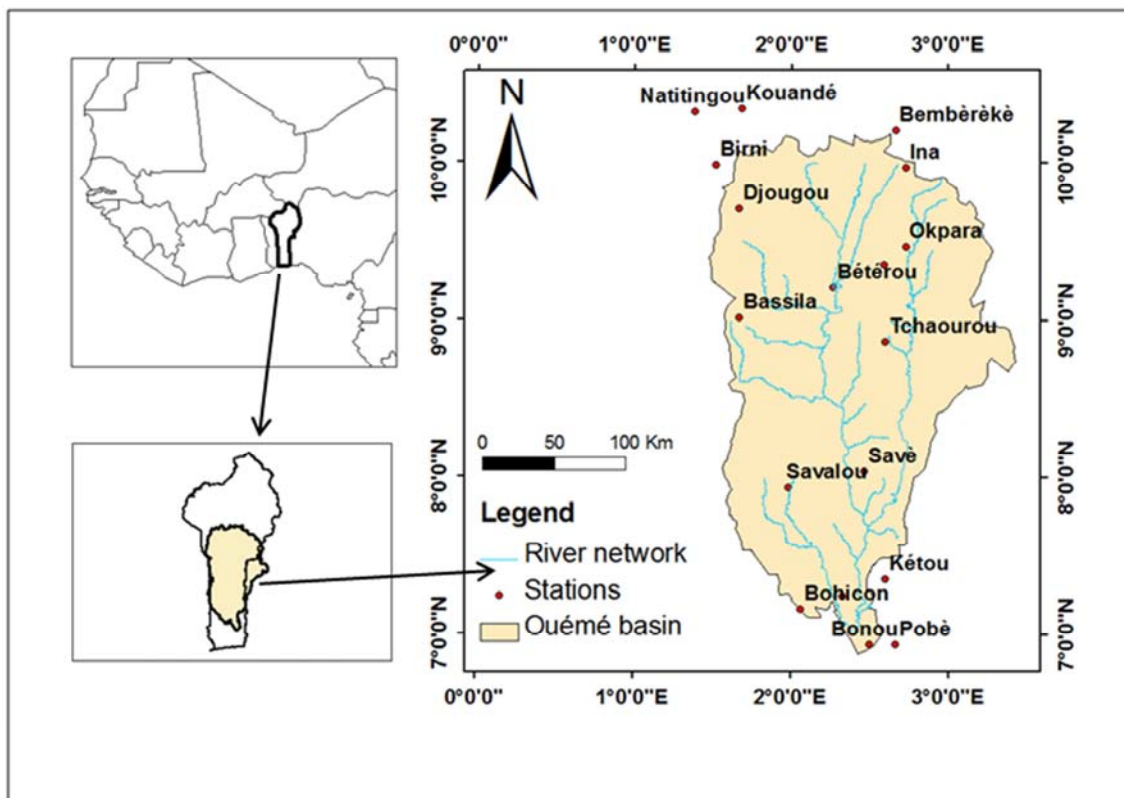 0°0'0" 1°0'0"E 2°0'0"E 3°0'0"E
N
Natitingou Kouandé
Bembèrèkè
Birni
Ina
10°0'0"N
10°0'0"N
Djougou
Okpara
Bétérou
Bassila
9°0'0"N
9°0'0"N
Tchaourou
0 50 100 Km
Savè
Savalou
8°0'0"N
8°0'0"N
Legend
River network
Stations
Ouémé basin
Kétou
Bohicon
Bonou Pobè
7°0'0"N
7°0'0"N
0°0'0" 1°0'0"E 2°0'0"E 3°0'0"E